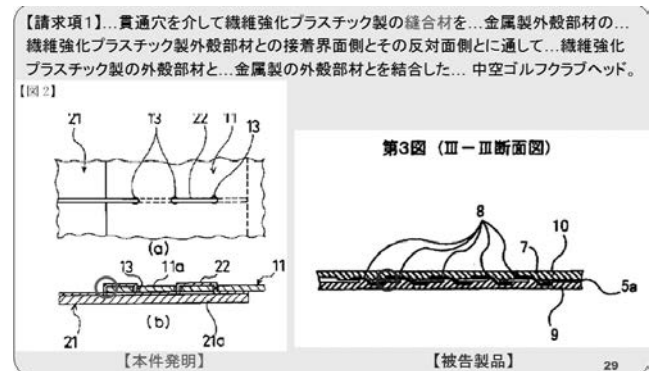 【請求項1】…貫通穴を介して繊維強化プラスチック製の縫合材を…金属製外殻部材の…
繊維強化プラスチック製外殻部材との接着界面側とその反対面側とに通して…繊維強化
プラスチック製の外殻部材と…金属製の外殻部材とを結合した… 中空ゴルフクラブヘッド。
【図2】
21 13 22 11 13
(a)
13 11a 22 11
(b)
21 21a
【本件発明】
第3図 (Ⅲ-Ⅲ断面図)
8
7 10
5a
9
【被告製品】
29